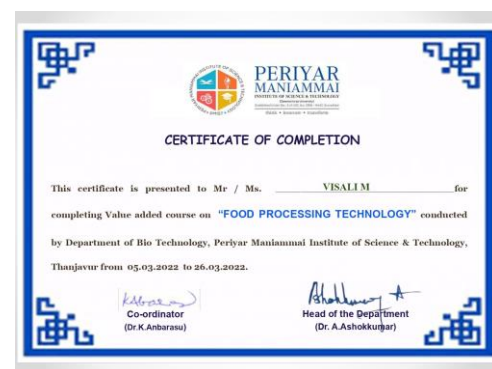 PERIYAR
MANIAMMAI
INSTITUTE OF SCIENCE & TECHNOLOGY
CERTIFICATE OF COMPLETION
This certificate is presented to Mr / Ms. VISALI M for
completing Value added course on "FOOD PROCESSING TECHNOLOGY" conducted
by Department of Bio Technology, Periyar Maniammai Institute of Science & Technology,
Thanjavur from 05.03.2022 to 26.03.2022.
Co-ordinator
(Dr.K.Anbarasu)
Head of the Department
(Dr. A.Ashokkumar)